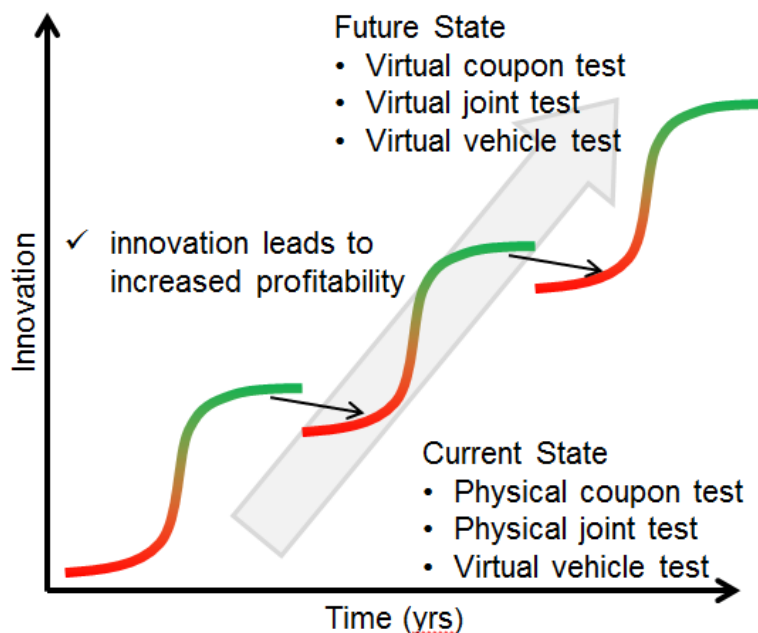 Future State
• Virtual coupon test
• Virtual joint test
• Virtual vehicle test
✓ innovation leads to
increased profitability
Innovation
Current State
• Physical coupon test
• Physical joint test
• Virtual vehicle test
Time (yrs)